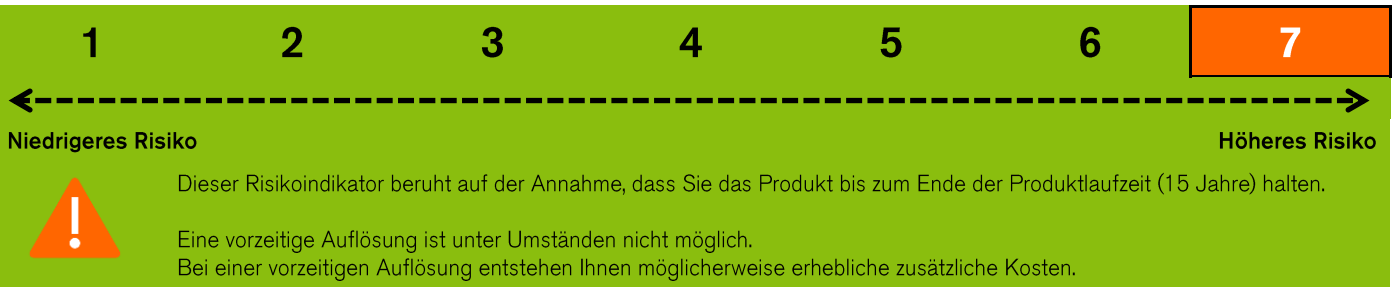 1 2 3 4 5 6 7
Niedrigeres Risiko Höheres Risiko
Dieser Risikoindikator beruht auf der Annahme, dass Sie das Produkt bis zum Ende der Produktlaufzeit (15 Jahre) halten.
Eine vorzeitige Auflösung ist unter Umständen nicht möglich.
Bei einer vorzeitigen Auflösung entstehen Ihnen möglicherweise erhebliche zusätzliche Kosten.